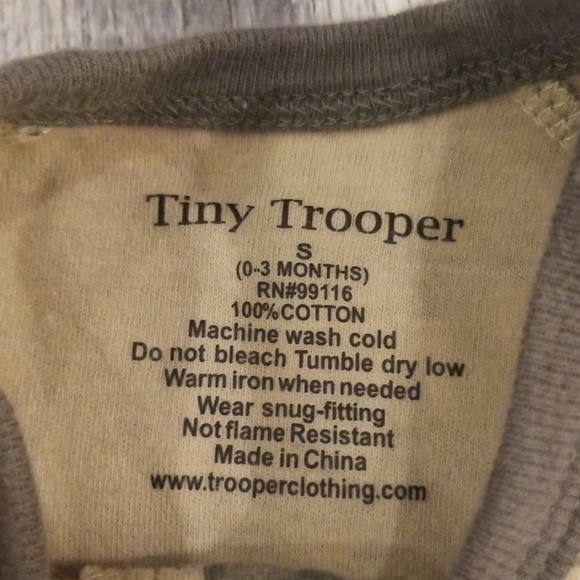 Tiny Trooper
S
(0-3 MONTHS)
RN#99116
100%COTTON
Machine wash cold
Do not bleach Tumble dry low
Warm iron when needed
Wear snug-fitting
Not flame Resistant
Made in China
www.trooperclothing.com